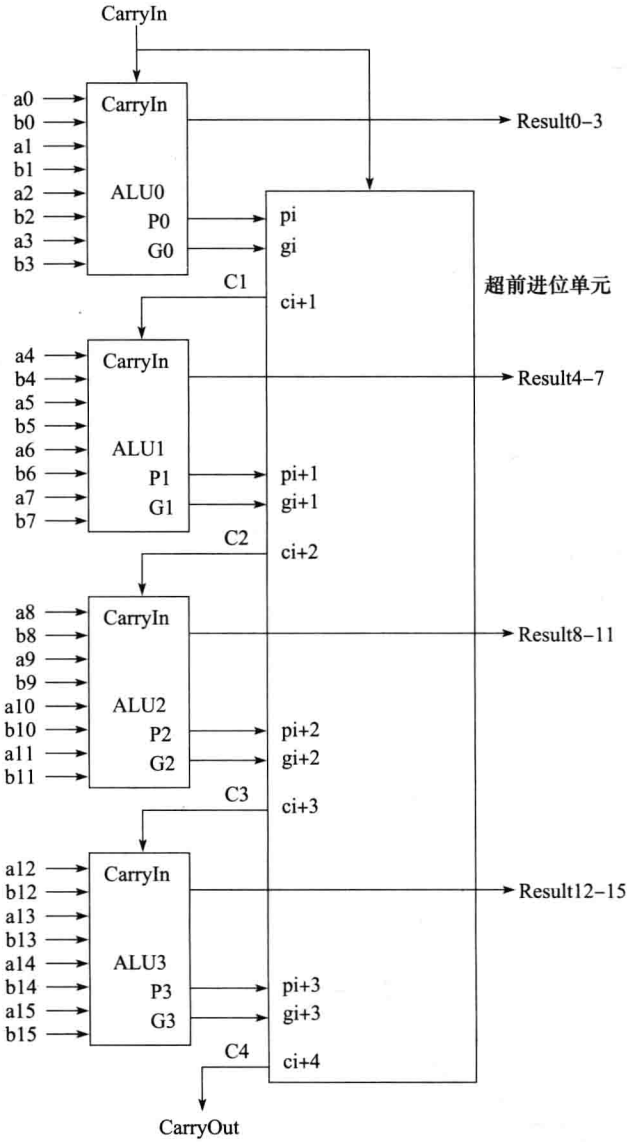 CarryIn
a0
b0
a1
b1
a2
b2
a3
b3
CarryIn
ALU0
P0
G0
Result0-3
pi
gi
C1
ci+1
超前进位单元
a4
b4
a5
b5
a6
b6
a7
b7
CarryIn
ALU1
P1
G1
Result4-7
pi+1
gi+1
C2
ci+2
a8
b8
a9
b9
a10
b10
a11
b11
CarryIn
ALU2
P2
G2
Result8-11
pi+2
gi+2
C3
ci+3
a12
b12
a13
b13
a14
b14
a15
b15
CarryIn
ALU3
P3
G3
Result12-15
pi+3
gi+3
C4
ci+4
CarryOut